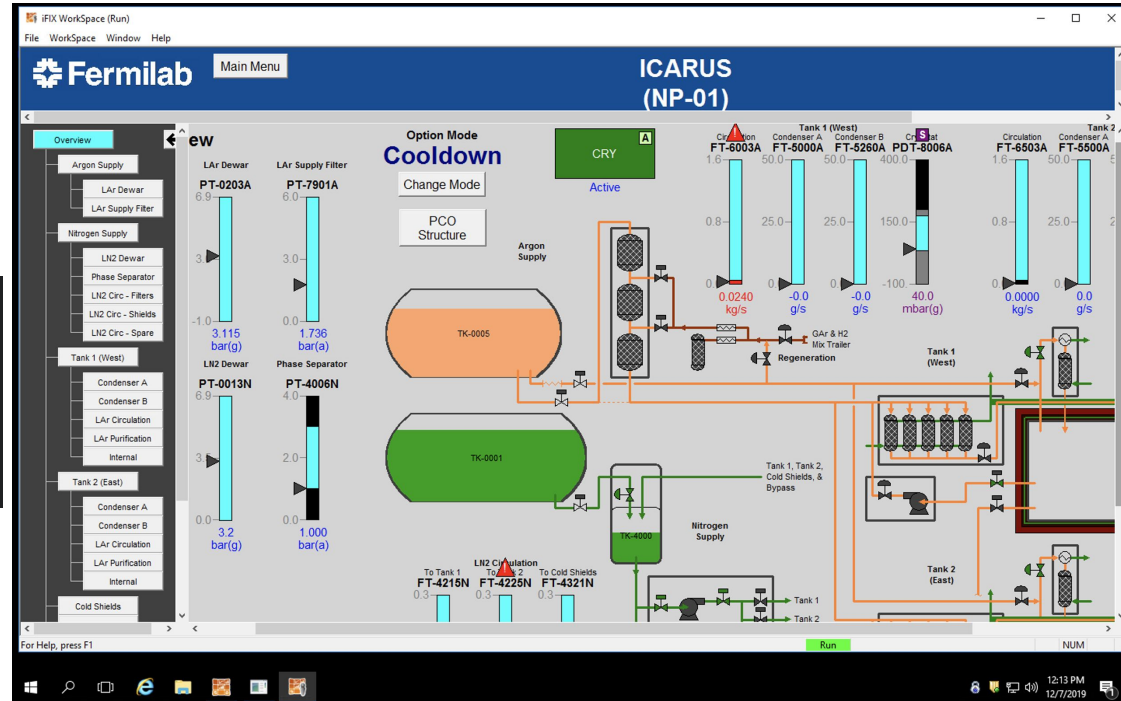 iFIX WorkSpace (Run)
File WorkSpace Window Help
Fermilab
Main Menu
ICARUS
(NP-01)
Overview
Argon Supply
LAr Dewar
LAr Supply Filter
Nitrogen Supply
LN2 Dewar
Phase Separator
LN2 Circ - Filters
LN2 Circ - Shields
LN2 Circ - Spare
Tank 1 (West)
Condenser A
Condenser B
LAr Circulation
LAr Purification
Internal
Tank 2 (East)
Condenser A
Condenser B
LAr Circulation
LAr Purification
Internal
Cold Shields
ew
LAr Dewar
PT-0203A
6.9
-1.0
3.115
bar(g)
LAr Supply Filter
PT-7901A
6.0
3.0
0.0
1.736
bar(a)
LN2 Dewar
PT-0013N
6.9
0.0
3.2
bar(g)
Phase Separator
PT-4006N
4.0
2.0
0.0
1.000
bar(a)
Option Mode
Cooldown
Change Mode
PCO
Structure
CRY
A
Active
Argon
Supply
TK-0005
TK-0001
TK-4000
Tank 1 (West)
FT-6003A
1.6
0.8
0.0240
kg/s
Condenser A
FT-5000A
50.0
25.0
-0.0
g/s
Condenser B
FT-5260A
50.0
25.0
-0.0
g/s
S
PDT-8006A
400.0
150.0
-100.
40.0
mbar(g)
Tank 2
Circulation
FT-6503A
1.6
0.8
0.0000
kg/s
Condenser A
FT-5500A
50.0
25.0
0.0
g/s
GAr & H2
Mix Trailer
Regeneration
Tank 1
(West)
Tank 1, Tank 2,
Cold Shields, &
Bypass
Nitrogen
Supply
Tank 2
(East)
LN2 Circulation
To Tank 1
FT-4215N
0.3
FT-4225N
0.3
To Cold Shields
FT-4321N
0.3
Tank 1
Tank 2
For Help, press F1
Run
NUM
12:13 PM
12/7/2019